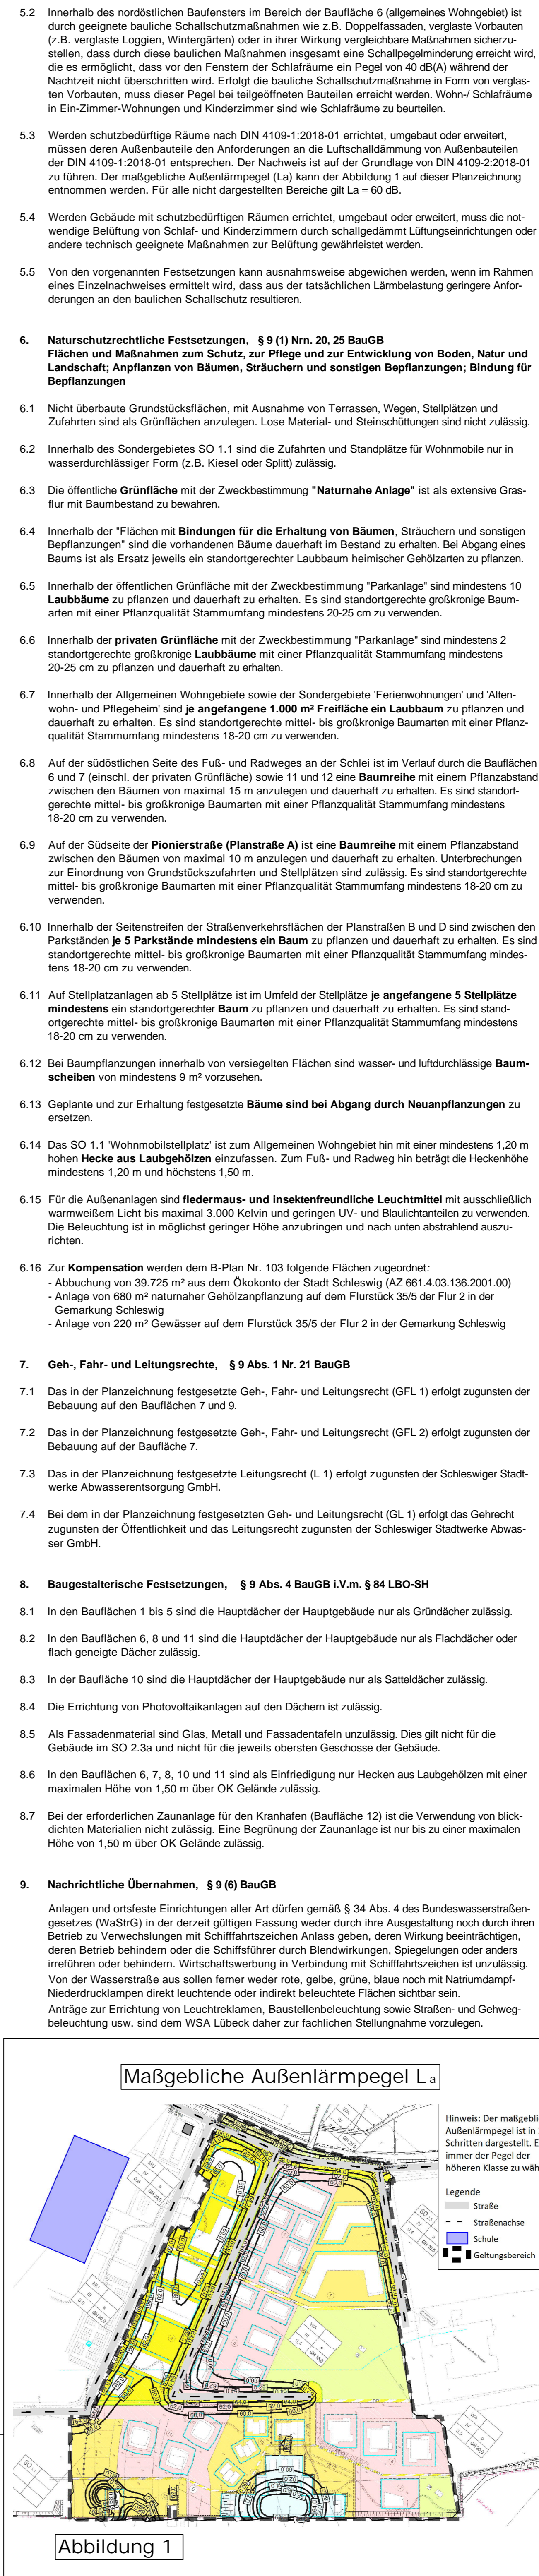 5.2 Innerhalb des nordöstlichen Baufensters im Bereich der Baufläche 6 (allgemeines Wohngebiet) ist
durch geeignete bauliche Schallschutzmaßnahmen wie z.B. Doppelfassaden, verglaste Vorbauten
(z.B. verglaste Loggien, Wintergärten) oder in ihrer Wirkung vergleichbare Maßnahmen sicherzu-
stellen, dass durch diese baulichen Maßnahmen insgesamt eine Schallpegelminderung erreicht wird,
die es ermöglicht, dass vor den Fenstern der Schlafräume ein Pegel von 40 dB(A) während der
Nachtzeit nicht überschritten wird. Erfolgt die bauliche Schallschutzmaßnahme in Form von verglas-
ten Vorbauten, muss dieser Pegel bei teilgeöffneten Bauteilen erreicht werden. Wohn-/ Schlafräume
in Ein-Zimmer-Wohnungen und Kinderzimmer sind wie Schlafräume zu beurteilen.
5.3 Werden schutzbedürftige Räume nach DIN 4109-1:2018-01 errichtet, umgebaut oder erweitert,
müssen deren Außenbauteile den Anforderungen an die Luftschalldämmung von Außenbauteilen
der DIN 4109-1:2018-01 entsprechen. Der Nachweis ist auf der Grundlage von DIN 4109-2:2018-01
zu führen. Der maßgebliche Außenlärmpegel (La) kann der Abbildung 1 auf dieser Planzeichnung
entnommen werden. Für alle nicht dargestellten Bereiche gilt La = 60 dB.
5.4 Werden Gebäude mit schutzbedürftigen Räumen errichtet, umgebaut oder erweitert, muss die not-
wendige Belüftung von Schlaf- und Kinderzimmern durch schallgedämmt Lüftungseinrichtungen oder
andere technisch geeignete Maßnahmen zur Belüftung gewährleistet werden.
5.5 Von den vorgenannten Festsetzungen kann ausnahmsweise abgewichen werden, wenn im Rahmen
eines Einzelnachweises ermittelt wird, dass aus der tatsächlichen Lärmbelastung geringere Anfor-
derungen an den baulichen Schallschutz resultieren.
6. Naturschutzrechtliche Festsetzungen, § 9 (1) Nrn. 20, 25 BauGB
Flächen und Maßnahmen zum Schutz, zur Pflege und zur Entwicklung von Boden, Natur und
Landschaft; Anpflanzen von Bäumen, Sträuchern und sonstigen Bepflanzungen; Bindung für
Bepflanzungen
6.1 Nicht überbaute Grundstücksflächen, mit Ausnahme von Terrassen, Wegen, Stellplätzen und
Zufahrten sind als Grünflächen anzulegen. Lose Material- und Steinschüttungen sind nicht zulässig.
6.2 Innerhalb des Sondergebietes SO 1.1 sind die Zufahrten und Standplätze für Wohnmobile nur in
wasserdurchlässiger Form (z.B. Kiesel oder Splitt) zulässig.
6.3 Die öffentliche Grünfläche mit der Zweckbestimmung "Naturnahe Anlage" ist als extensive Gras-
flur mit Baumbestand zu bewahren.
6.4 Innerhalb der "Flächen mit Bindungen für die Erhaltung von Bäumen, Sträuchern und sonstigen
Bepflanzungen" sind die vorhandenen Bäume dauerhaft im Bestand zu erhalten. Bei Abgang eines
Baums ist als Ersatz jeweils ein standortgerechter Laubbaum heimischer Gehölzarten zu pflanzen.
6.5 Innerhalb der öffentlichen Grünfläche mit der Zweckbestimmung "Parkanlage" sind mindestens 10
Laubbäume zu pflanzen und dauerhaft zu erhalten. Es sind standortgerechte großkronige Baum-
arten mit einer Pflanzqualität Stammumfang mindestens 20-25 cm zu verwenden.
6.6 Innerhalb der privaten Grünfläche mit der Zweckbestimmung "Parkanlage" sind mindestens 2
standortgerechte großkronige Laubbäume mit einer Pflanzqualität Stammumfang mindestens
20-25 cm zu pflanzen und dauerhaft zu erhalten.
6.7 Innerhalb der Allgemeinen Wohngebiete sowie der Sondergebiete 'Ferienwohnungen' und 'Alten-
wohn- und Pflegeheim' sind je angefangene 1.000 m² Freifläche ein Laubbaum zu pflanzen und
dauerhaft zu erhalten. Es sind standortgerechte mittel- bis großkronige Baumarten mit einer Pflanz-
qualität Stammumfang mindestens 18-20 cm zu verwenden.
6.8 Auf der südöstlichen Seite des Fuß- und Radweges an der Schlei ist im Verlauf durch die Bauflächen
6 und 7 (einschl. der privaten Grünfläche) sowie 11 und 12 eine Baumreihe mit einem Pflanzabstand
zwischen den Bäumen von maximal 15 m anzulegen und dauerhaft zu erhalten. Es sind standort-
gerechte mittel- bis großkronige Baumarten mit einer Pflanzqualität Stammumfang mindestens
18-20 cm zu verwenden.
6.9 Auf der Südseite der Pionierstraße (Planstraße A) ist eine Baumreihe mit einem Pflanzabstand
zwischen den Bäumen von maximal 10 m anzulegen und dauerhaft zu erhalten. Unterbrechungen
zur Einordnung von Grundstückszufahrten und Stellplätzen sind zulässig. Es sind standortgerechte
mittel- bis großkronige Baumarten mit einer Pflanzqualität Stammumfang mindestens 18-20 cm zu
verwenden.
6.10 Innerhalb der Seitenstreifen der Straßenverkehrsflächen der Planstraßen B und D sind zwischen den
Parkständen je 5 Parkstände mindestens ein Baum zu pflanzen und dauerhaft zu erhalten. Es sind
standortgerechte mittel- bis großkronige Baumarten mit einer Pflanzqualität Stammumfang mindes-
tens 18-20 cm zu verwenden.
6.11 Auf Stellplatzanlagen ab 5 Stellplätze ist im Umfeld der Stellplätze je angefangene 5 Stellplätze
mindestens ein standortgerechter Baum zu pflanzen und dauerhaft zu erhalten. Es sind stand-
ortgerechte mittel- bis großkronige Baumarten mit einer Pflanzqualität Stammumfang mindestens
18-20 cm zu verwenden.
6.12 Bei Baumpflanzungen innerhalb von versiegelten Flächen sind wasser- und luftdurchlässige Baum-
scheiben von mindestens 9 m² vorzusehen.
6.13 Geplante und zur Erhaltung festgesetzte Bäume sind bei Abgang durch Neuanpflanzungen zu
ersetzen.
6.14 Das SO 1.1 'Wohnmobilstellplatz' ist zum Allgemeinen Wohngebiet hin mit einer mindestens 1,20 m
hohen Hecke aus Laubgehölzen einzufassen. Zum Fuß- und Radweg hin beträgt die Heckenhöhe
mindestens 1,20 m und höchstens 1,50 m.
6.15 Für die Außenanlagen sind fledermaus- und insektenfreundliche Leuchtmittel mit ausschließlich
warmweißem Licht bis maximal 3.000 Kelvin und geringen UV- und Blaulichtanteilen zu verwenden.
Die Beleuchtung ist in möglichst geringer Höhe anzubringen und nach unten abstrahlend auszu-
richten.
6.16 Zur Kompensation werden dem B-Plan Nr. 103 folgende Flächen zugeordnet:
- Abbuchung von 39.725 m² aus dem Ökokonto der Stadt Schleswig (AZ 661.4.03.136.2001.00)
- Anlage von 680 m² naturnaher Gehölzanpflanzung auf dem Flurstück 35/5 der Flur 2 in der
Gemarkung Schleswig
- Anlage von 220 m² Gewässer auf dem Flurstück 35/5 der Flur 2 in der Gemarkung Schleswig
7. Geh-, Fahr- und Leitungsrechte, § 9 Abs. 1 Nr. 21 BauGB
7.1 Das in der Planzeichnung festgesetzte Geh-, Fahr- und Leitungsrecht (GFL 1) erfolgt zugunsten der
Bebauung auf den Bauflächen 7 und 9.
7.2 Das in der Planzeichnung festgesetzte Geh-, Fahr- und Leitungsrecht (GFL 2) erfolgt zugunsten der
Bebauung auf der Baufläche 7.
7.3 Das in der Planzeichnung festgesetzte Leitungsrecht (L 1) erfolgt zugunsten der Schleswiger Stadt-
werke Abwasserentsorgung GmbH.
7.4 Bei dem in der Planzeichnung festgesetzten Geh- und Leitungsrecht (GL 1) erfolgt das Gehrecht
zugunsten der Öffentlichkeit und das Leitungsrecht zugunsten der Schleswiger Stadtwerke Abwas-
ser GmbH.
8. Baugestalterische Festsetzungen, § 9 Abs. 4 BauGB i.V.m. § 84 LBO-SH
8.1 In den Bauflächen 1 bis 5 sind die Hauptdächer der Hauptgebäude nur als Gründächer zulässig.
8.2 In den Bauflächen 6, 8 und 11 sind die Hauptdächer der Hauptgebäude nur als Flachdächer oder
flach geneigte Dächer zulässig.
8.3 In der Baufläche 10 sind die Hauptdächer der Hauptgebäude nur als Satteldächer zulässig.
8.4 Die Errichtung von Photovoltaikanlagen auf den Dächern ist zulässig.
8.5 Als Fassadenmaterial sind Glas, Metall und Fassadentafeln unzulässig. Dies gilt nicht für die
Gebäude im SO 2.3a und nicht für die jeweils obersten Geschosse der Gebäude.
8.6 In den Bauflächen 6, 7, 8, 10 und 11 sind als Einfriedigung nur Hecken aus Laubgehölzen mit einer
maximalen Höhe von 1,50 m über OK Gelände zulässig.
8.7 Bei der erforderlichen Zaunanlage für den Kranhafen (Baufläche 12) ist die Verwendung von blick-
dichten Materialien nicht zulässig. Eine Begrünung der Zaunanlage ist nur bis zu einer maximalen
Höhe von 1,50 m über OK Gelände zulässig.
9. Nachrichtliche Übernahmen, § 9 (6) BauGB
Anlagen und ortsfeste Einrichtungen aller Art dürfen gemäß § 34 Abs. 4 des Bundeswasserstraßen-
gesetzes (WaStrG) in der derzeit gültigen Fassung weder durch ihre Ausgestaltung noch durch ihren
Betrieb zu Verwechslungen mit Schifffahrtszeichen Anlass geben, deren Wirkung beeinträchtigen,
deren Betrieb behindern oder die Schiffsführer durch Blendwirkungen, Spiegelungen oder anders
irreführen oder behindern. Wirtschaftswerbung in Verbindung mit Schifffahrtszeichen ist unzulässig.
Von der Wasserstraße aus sollen ferner weder rote, gelbe, grüne, blaue noch mit Natriumdampf-
Niederdrucklampen direkt leuchtende oder indirekt beleuchtete Flächen sichtbar sein.
Anträge zur Errichtung von Leuchtreklamen, Baustellenbeleuchtung sowie Straßen- und Gehweg-
beleuchtung usw. sind dem WSA Lübeck daher zur fachlichen Stellungnahme vorzulegen.
Maßgebliche Außenlärmpegel La
Hinweis: Der maßgebli
Außenlärmpegel ist in
Schritten dargestellt. E
immer der Pegel der
höheren Klasse zu wäh
Legende
Straße
Straßenachse
Schule
Geltungsbereich
Abbildung 1